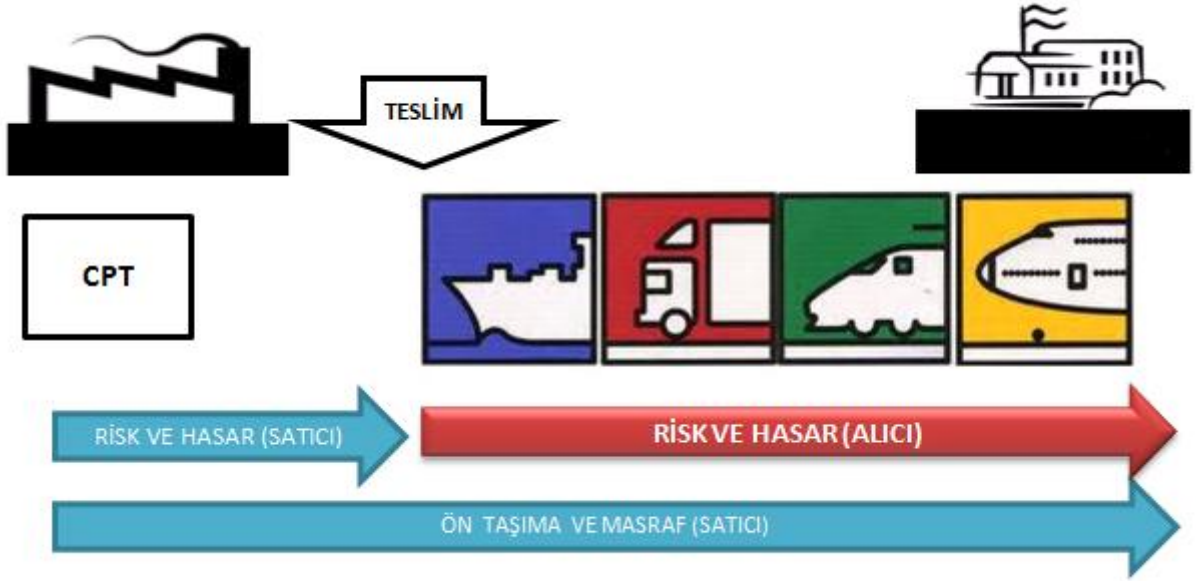 TESLİM
CPT
RİSK VE HASAR (SATICI)
RİSK VE HASAR (ALICI)
ÖN TAŞIMA VE MASRAF (SATICI)